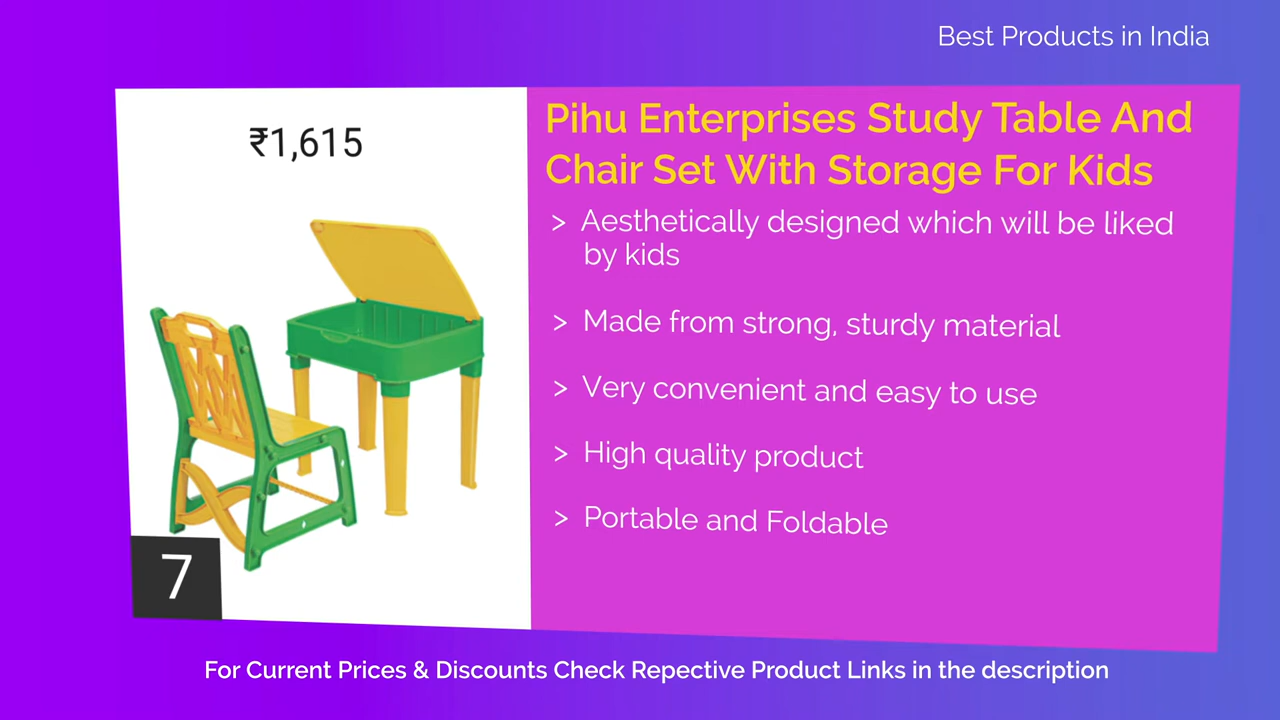 Best Products in India
₹1,615
Pihu Enterprises Study Table And
Chair Set With Storage For Kids
> Aesthetically designed which will be liked
by kids
> Made from strong, sturdy material
> Very convenient and easy to use
> High quality product
> Portable and Foldable
7
For Current Prices & Discounts Check Repective Product Links in the description